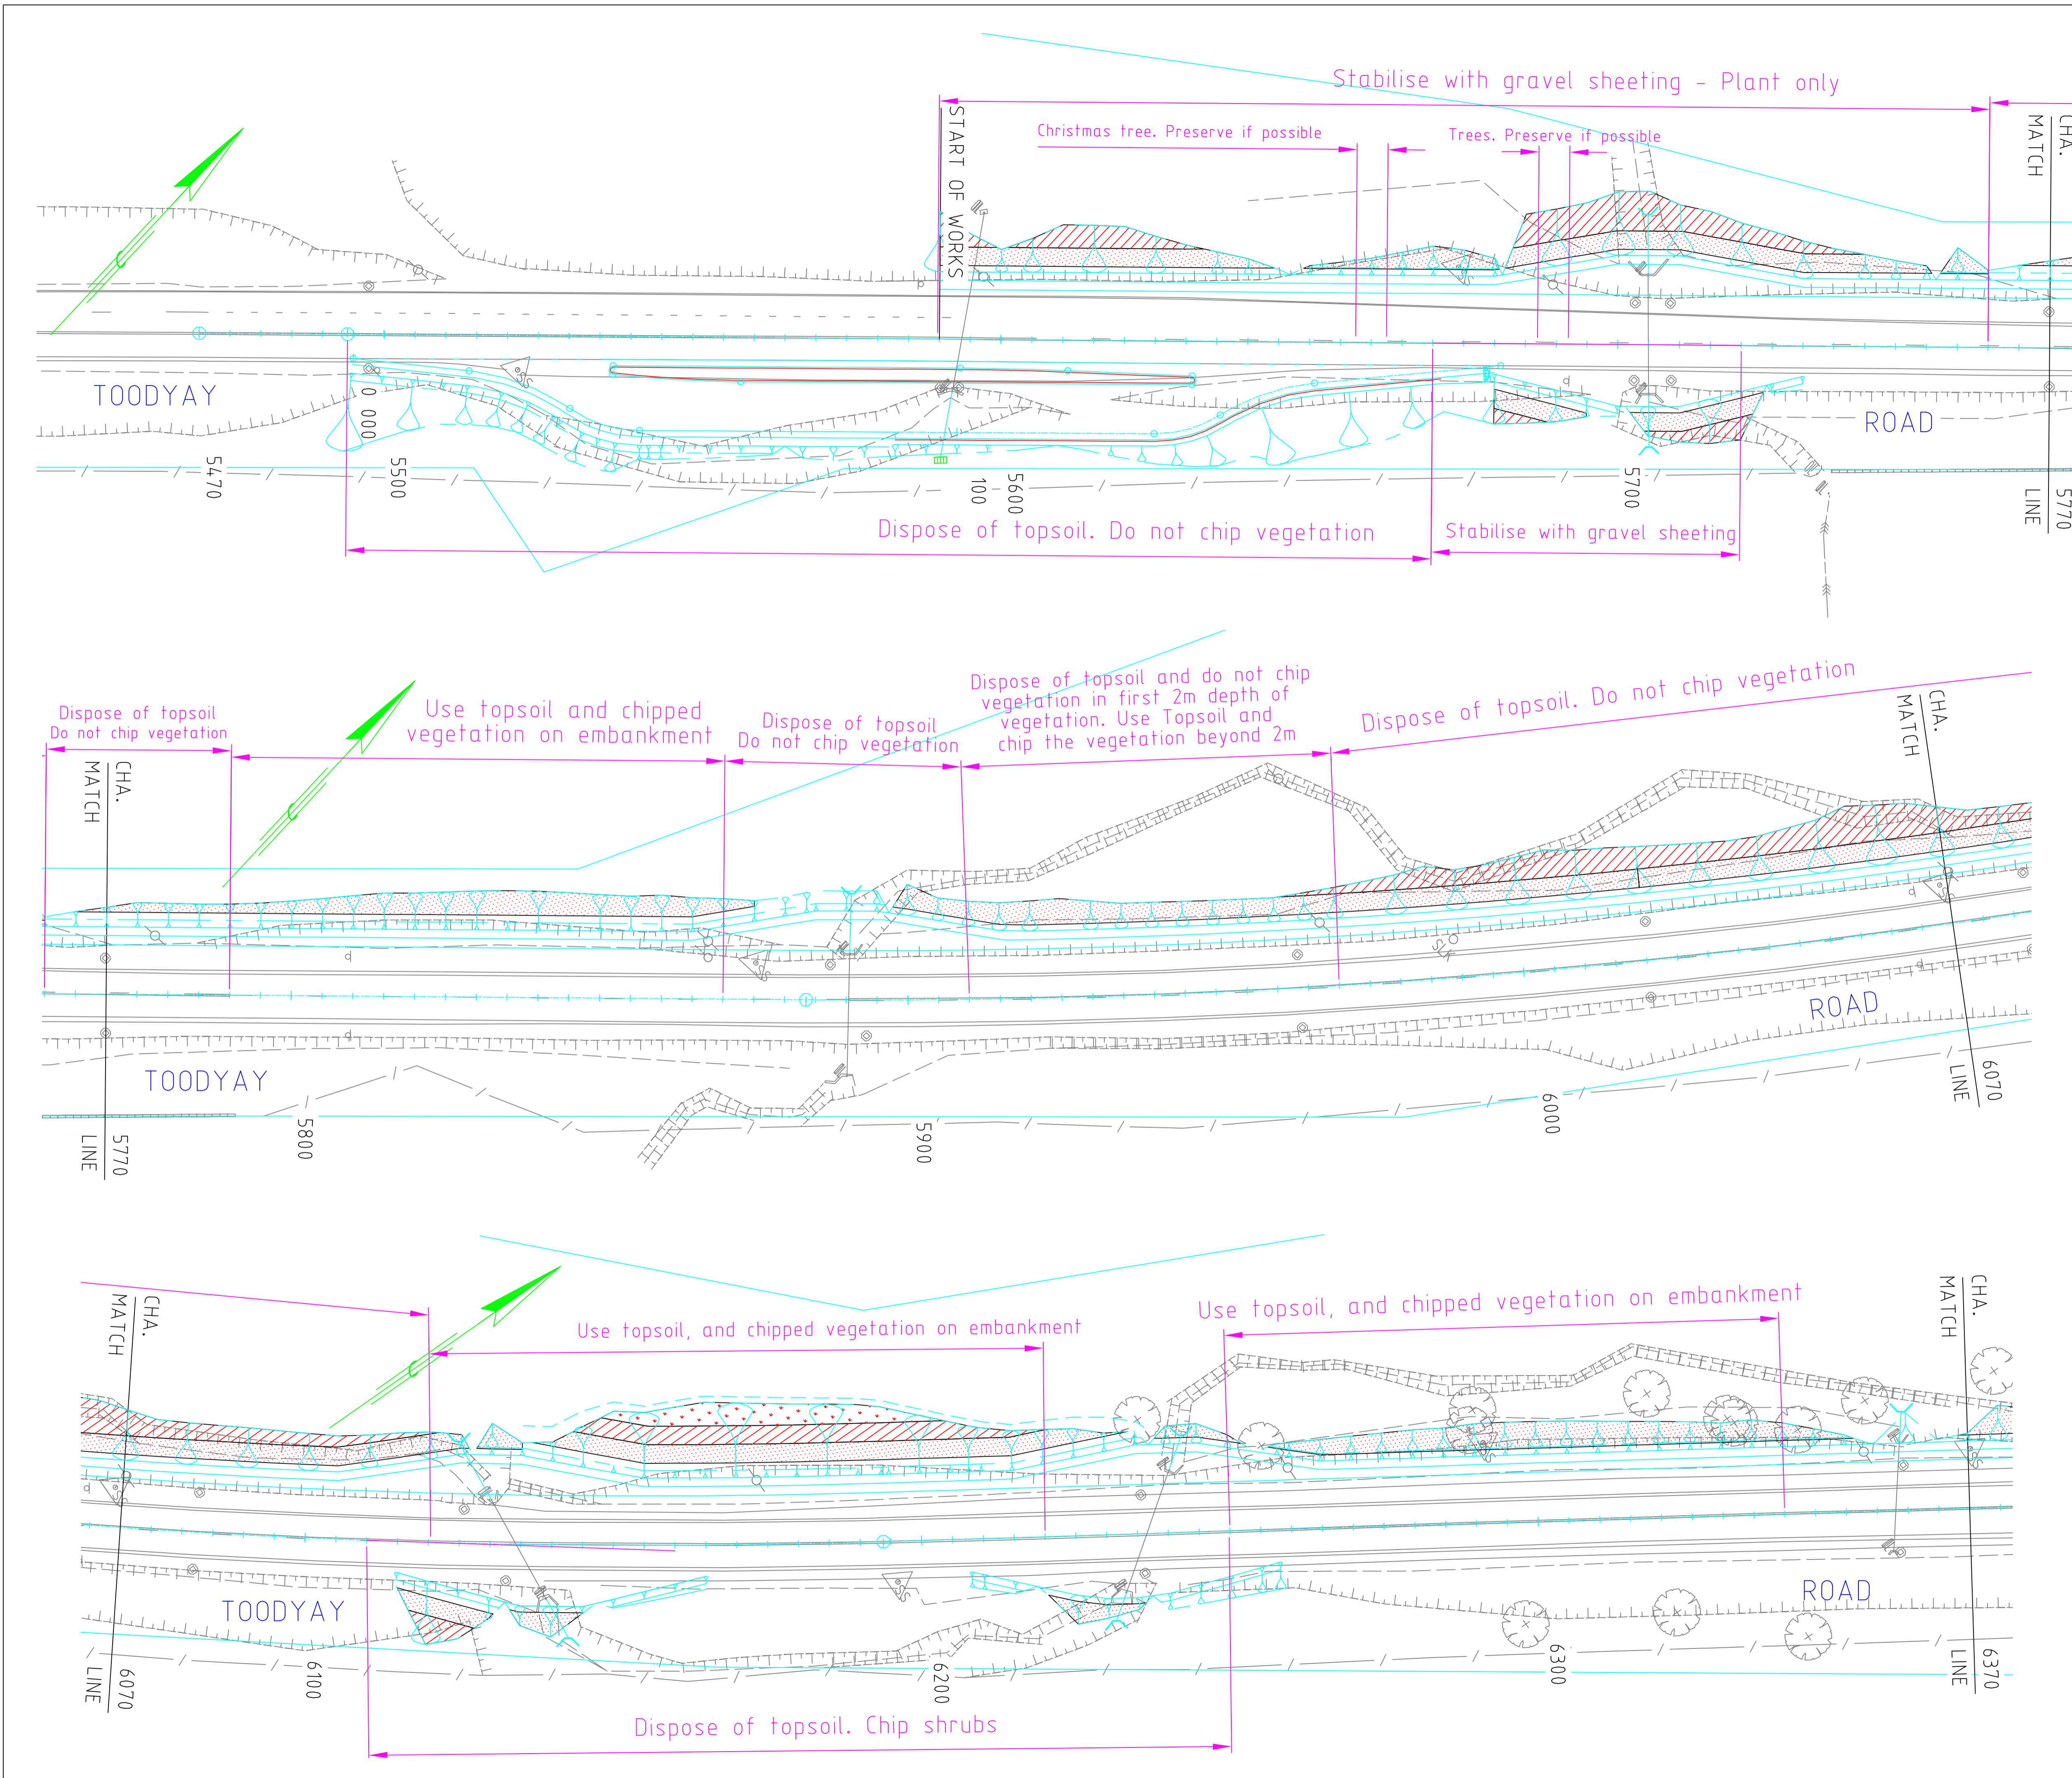 Stabilise with gravel sheeting - Plant only
Christmas tree. Preserve if possible
Trees. Preserve if possible
START OF WORKS
CHA.
MATCH
TOODYAY
ROAD
0 000
5470
5500
100
5600
5700
5770
LINE
Dispose of topsoil. Do not chip vegetation
Stabilise with gravel sheeting
Dispose of topsoil
Do not chip vegetation
Use topsoil and chipped
vegetation on embankment
Dispose of topsoil
Do not chip vegetation
Dispose of topsoil and do not chip
vegetation in first 2m depth of
vegetation. Use Topsoil and
chip the vegetation beyond 2m
Dispose of topsoil. Do not chip vegetation
CHA.
MATCH
CHA.
MATCH
TOODYAY
ROAD
5770
LINE
5800
5900
6000
6070
LINE
CHA.
MATCH
Use topsoil, and chipped vegetation on embankment
Use topsoil, and chipped vegetation on embankment
CHA.
MATCH
TOODYAY
ROAD
6070
LINE
6100
6200
6300
6370
LINE
Dispose of topsoil. Chip shrubs